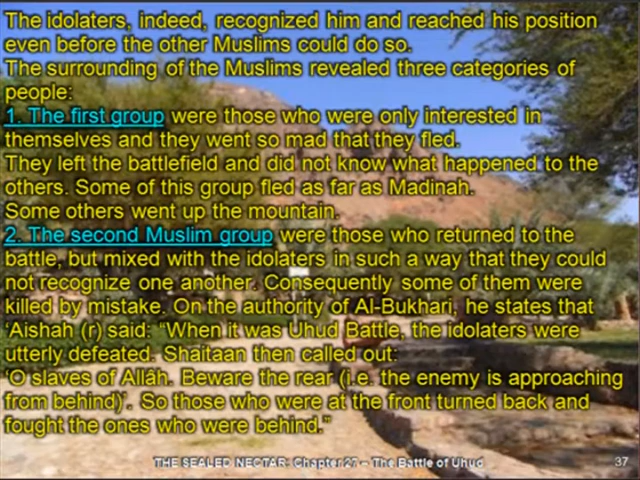 The idolaters, indeed, recognized him and reached his position
even before the other Muslims could do so.
The surrounding of the Muslims revealed three categories of
people:
1. The first group were those who were only interested in
themselves and they went so mad that they fled.
They left the battlefield and did not know what happened to the
others. Some of this group fled as far as Madinah.
Some others went up the mountain.
2. The second Muslim group were those who returned to the
battle, but mixed with the idolaters in such a way that they could
not recognize one another. Consequently some of them were
killed by mistake. On the authority of Al-Bukhari, he states that
‘Aishah (r) said: “When it was Uhud Battle, the idolaters were
utterly defeated. Shaitaan then called out:
‘O slaves of Allâh. Beware the rear (i.e. the enemy is approaching
from behind)’. So those who were at the front turned back and
fought the ones who were behind.”
THE SEALED NECTAR: Chapter 27 – The Battle of Uhud
37